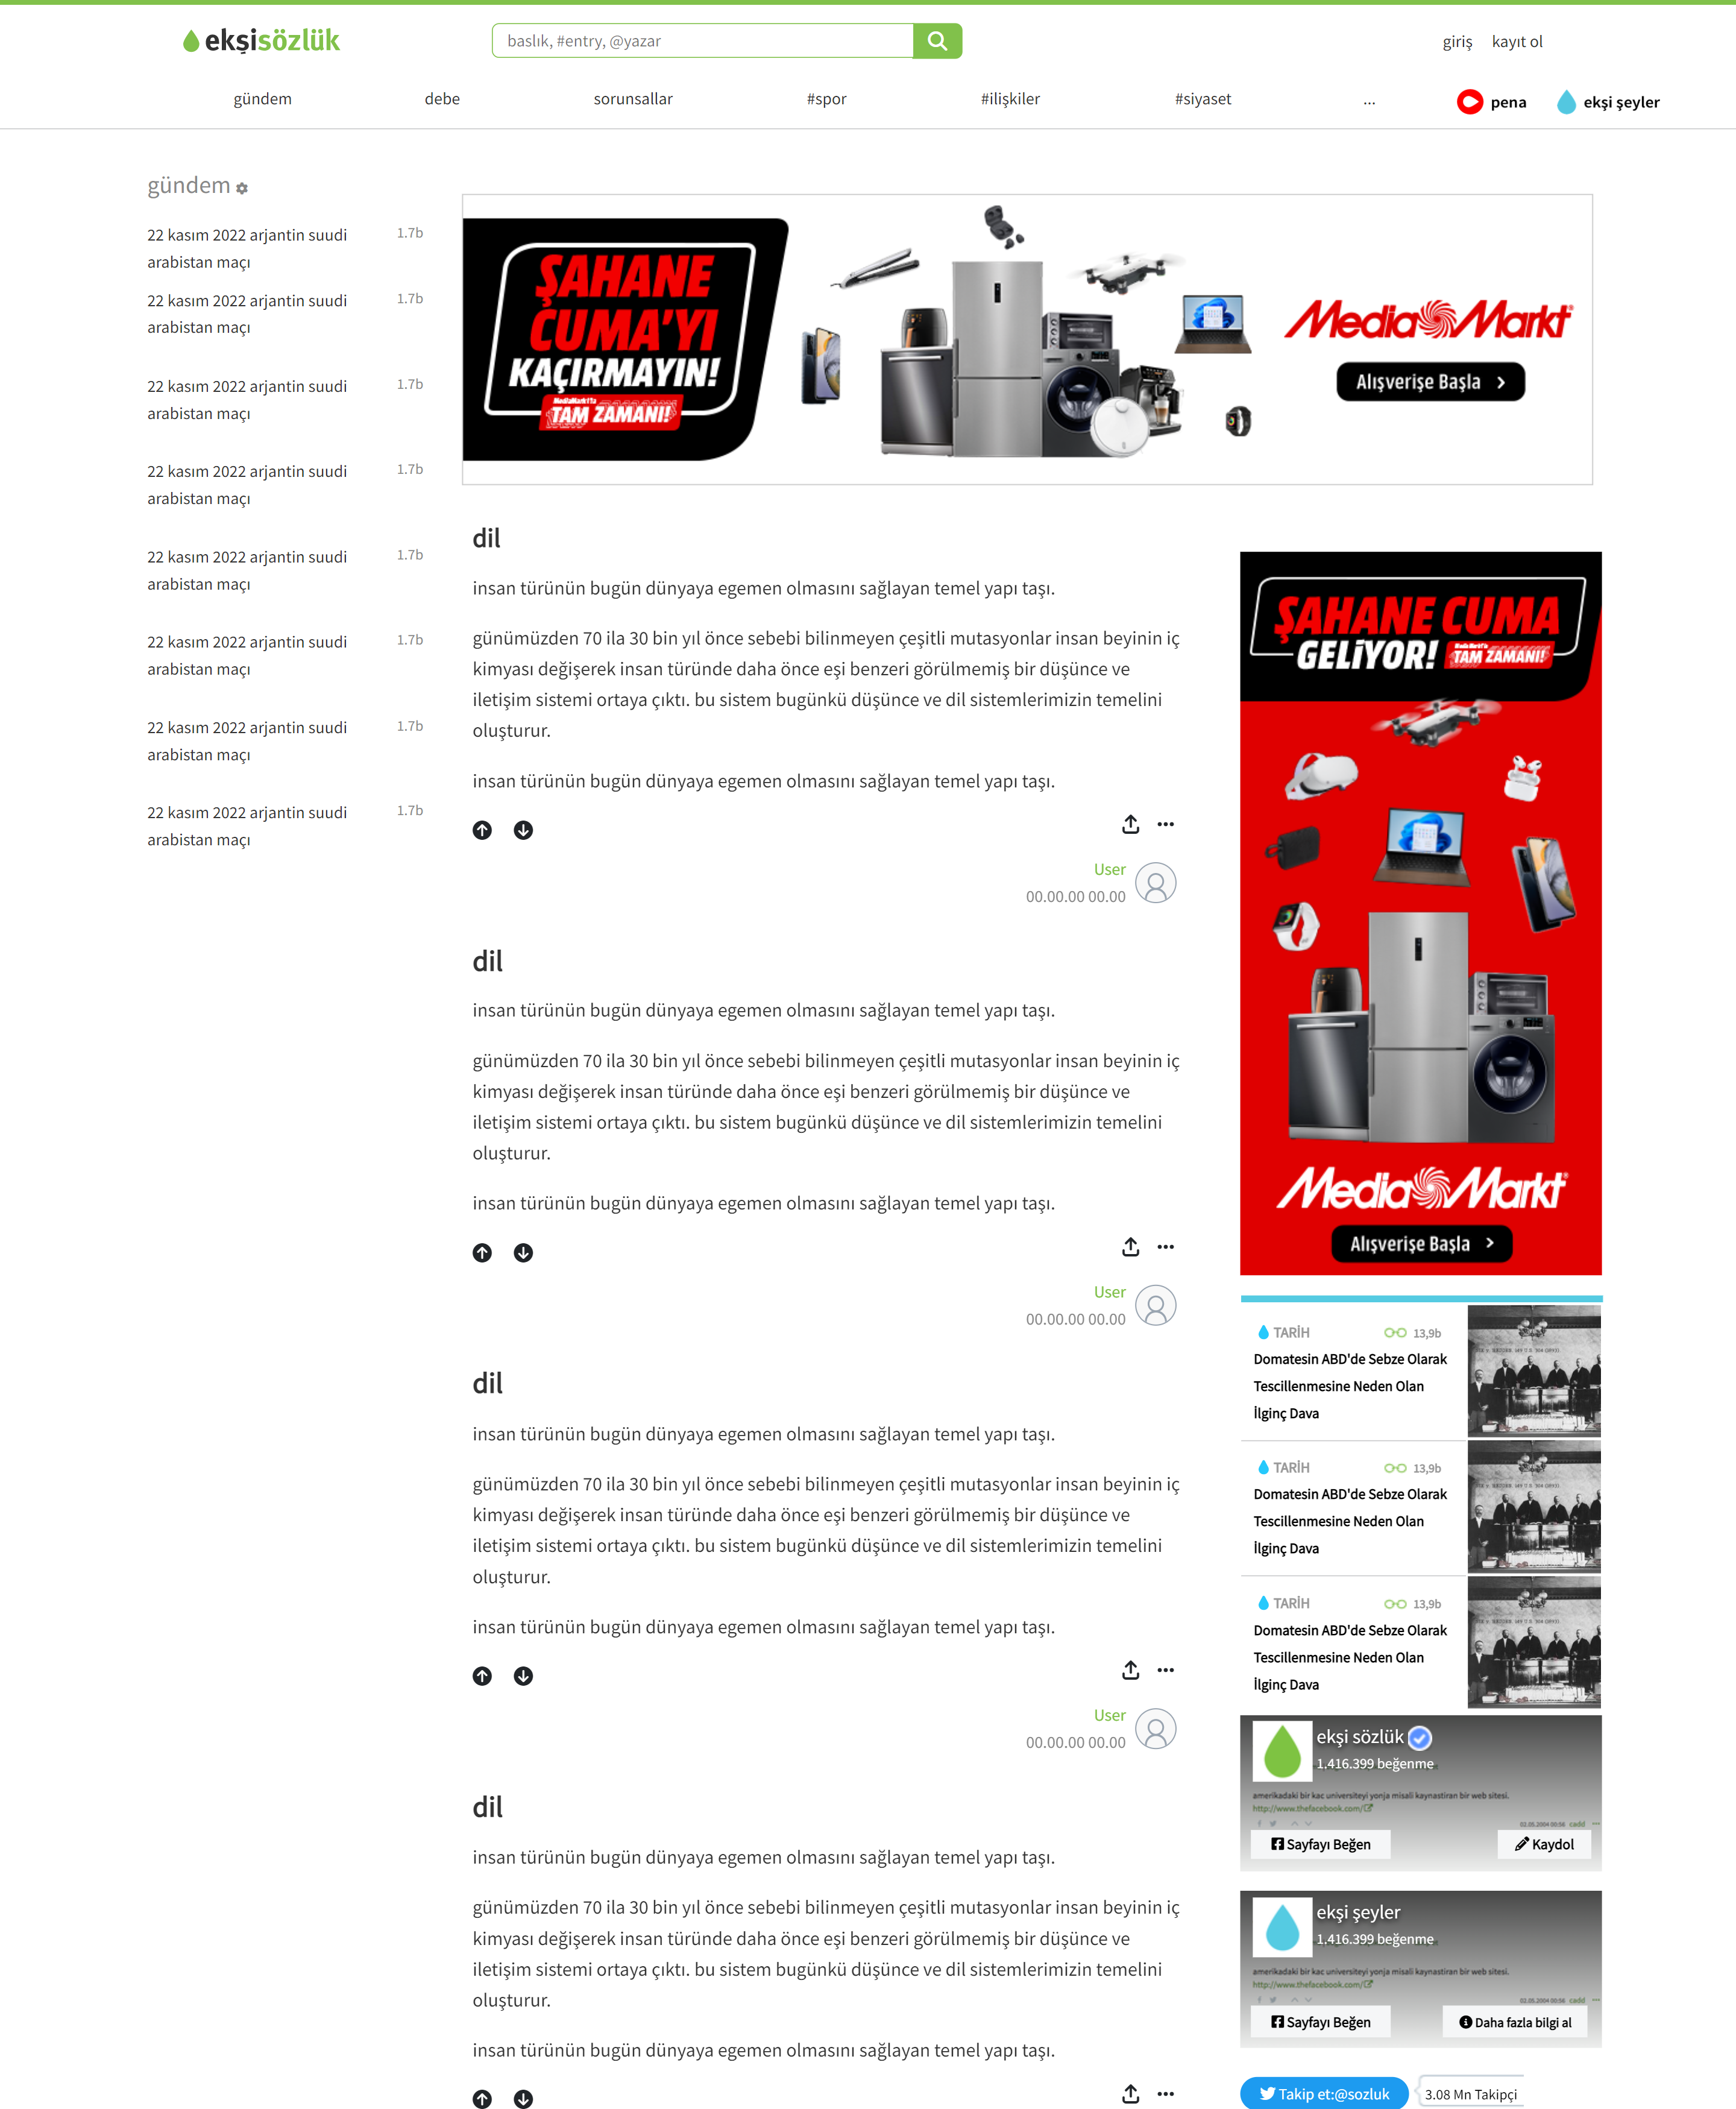 ekşisözlük
baslık, #entry, @yazar
giriş kayıt ol
gündem debe sorunsallar #spor #ilişkiler #siyaset ... pena ekşi şeyler
gündem
22 kasım 2022 arjantin suudi 1.7b
arabistan maçı
22 kasım 2022 arjantin suudi 1.7b
arabistan maçı
22 kasım 2022 arjantin suudi 1.7b
arabistan maçı
22 kasım 2022 arjantin suudi 1.7b
arabistan maçı
22 kasım 2022 arjantin suudi 1.7b
arabistan maçı
22 kasım 2022 arjantin suudi 1.7b
arabistan maçı
22 kasım 2022 arjantin suudi 1.7b
arabistan maçı
22 kasım 2022 arjantin suudi 1.7b
arabistan maçı
ŞAHANE
CUMA'YI
KAÇIRMAYIN!
MediaMarkt'ta
TAM ZAMANI!
MediaMarkt
Alışverişe Başla
dil
insan türünün bugün dünyaya egemen olmasını sağlayan temel yapı taşı.
günümüzden 70 ila 30 bin yıl önce sebebi bilinmeyen çeşitli mutasyonlar insan beyinin iç
kimyası değişerek insan türünde daha önce eşi benzeri görülmemiş bir düşünce ve
iletişim sistemi ortaya çıktı. bu sistem bugünkü düşünce ve dil sistemlerimizin temelini
oluşturur.
insan türünün bugün dünyaya egemen olmasını sağlayan temel yapı taşı.
User
00.00.00 00.00
dil
insan türünün bugün dünyaya egemen olmasını sağlayan temel yapı taşı.
günümüzden 70 ila 30 bin yıl önce sebebi bilinmeyen çeşitli mutasyonlar insan beyinin iç
kimyası değişerek insan türünde daha önce eşi benzeri görülmemiş bir düşünce ve
iletişim sistemi ortaya çıktı. bu sistem bugünkü düşünce ve dil sistemlerimizin temelini
oluşturur.
insan türünün bugün dünyaya egemen olmasını sağlayan temel yapı taşı.
User
00.00.00 00.00
dil
insan türünün bugün dünyaya egemen olmasını sağlayan temel yapı taşı.
günümüzden 70 ila 30 bin yıl önce sebebi bilinmeyen çeşitli mutasyonlar insan beyinin iç
kimyası değişerek insan türünde daha önce eşi benzeri görülmemiş bir düşünce ve
iletişim sistemi ortaya çıktı. bu sistem bugünkü düşünce ve dil sistemlerimizin temelini
oluşturur.
insan türünün bugün dünyaya egemen olmasını sağlayan temel yapı taşı.
User
00.00.00 00.00
dil
insan türünün bugün dünyaya egemen olmasını sağlayan temel yapı taşı.
günümüzden 70 ila 30 bin yıl önce sebebi bilinmeyen çeşitli mutasyonlar insan beyinin iç
kimyası değişerek insan türünde daha önce eşi benzeri görülmemiş bir düşünce ve
iletişim sistemi ortaya çıktı. bu sistem bugünkü düşünce ve dil sistemlerimizin temelini
oluşturur.
insan türünün bugün dünyaya egemen olmasını sağlayan temel yapı taşı.
ŞAHANE CUMA
GELİYOR! MediaMarkt'ta TAM ZAMANI!
MediaMarkt
Alışverişe Başla
TARİH 13,9b
Domatesin ABD'de Sebze Olarak
Tescillenmesine Neden Olan
İlginç Dava
TARİH 13,9b
Domatesin ABD'de Sebze Olarak
Tescillenmesine Neden Olan
İlginç Dava
TARİH 13,9b
Domatesin ABD'de Sebze Olarak
Tescillenmesine Neden Olan
İlginç Dava
ekşi sözlük
1.416.399 beğenme
amerikadaki bir kac universiteyi yonja misali kaynastiran bir web sitesi.
http://www.thefacebook.com/
02.05.2004 00:56 cadd
Sayfayı Beğen Kaydol
ekşi şeyler
1.416.399 beğenme
amerikadaki bir kac universiteyi yonja misali kaynastiran bir web sitesi.
http://www.thefacebook.com/
02.05.2004 00:56 cadd
Sayfayı Beğen Daha fazla bilgi al
Takip et:@sozluk 3.08 Mn Takipçi